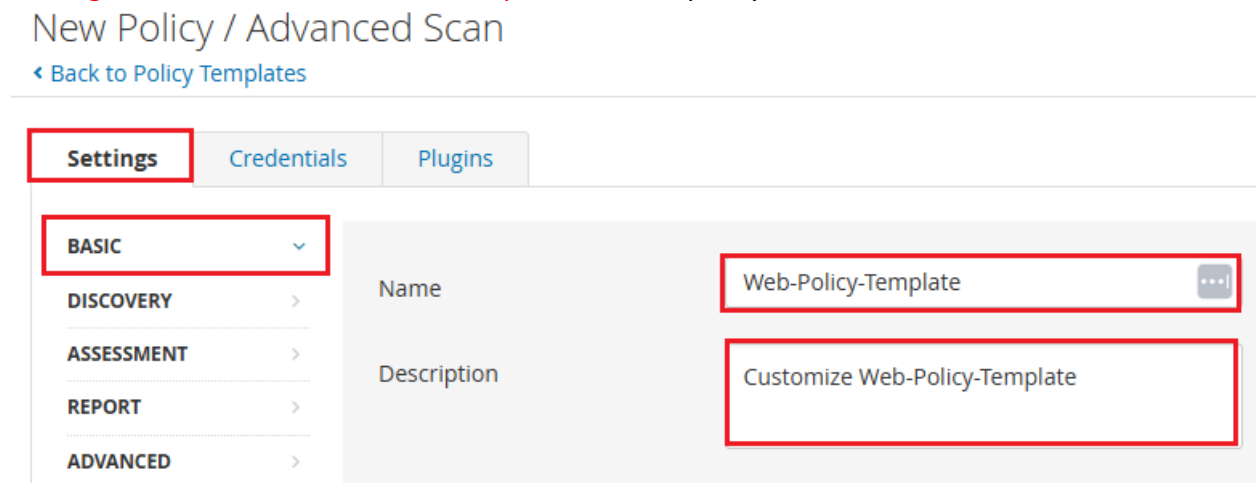 New Policy / Advanced Scan
Back to Policy Templates
Settings Credentials Plugins
BASIC
DISCOVERY
ASSESSMENT
REPORT
ADVANCED
Name Web-Policy-Template
Description Customize Web-Policy-Template